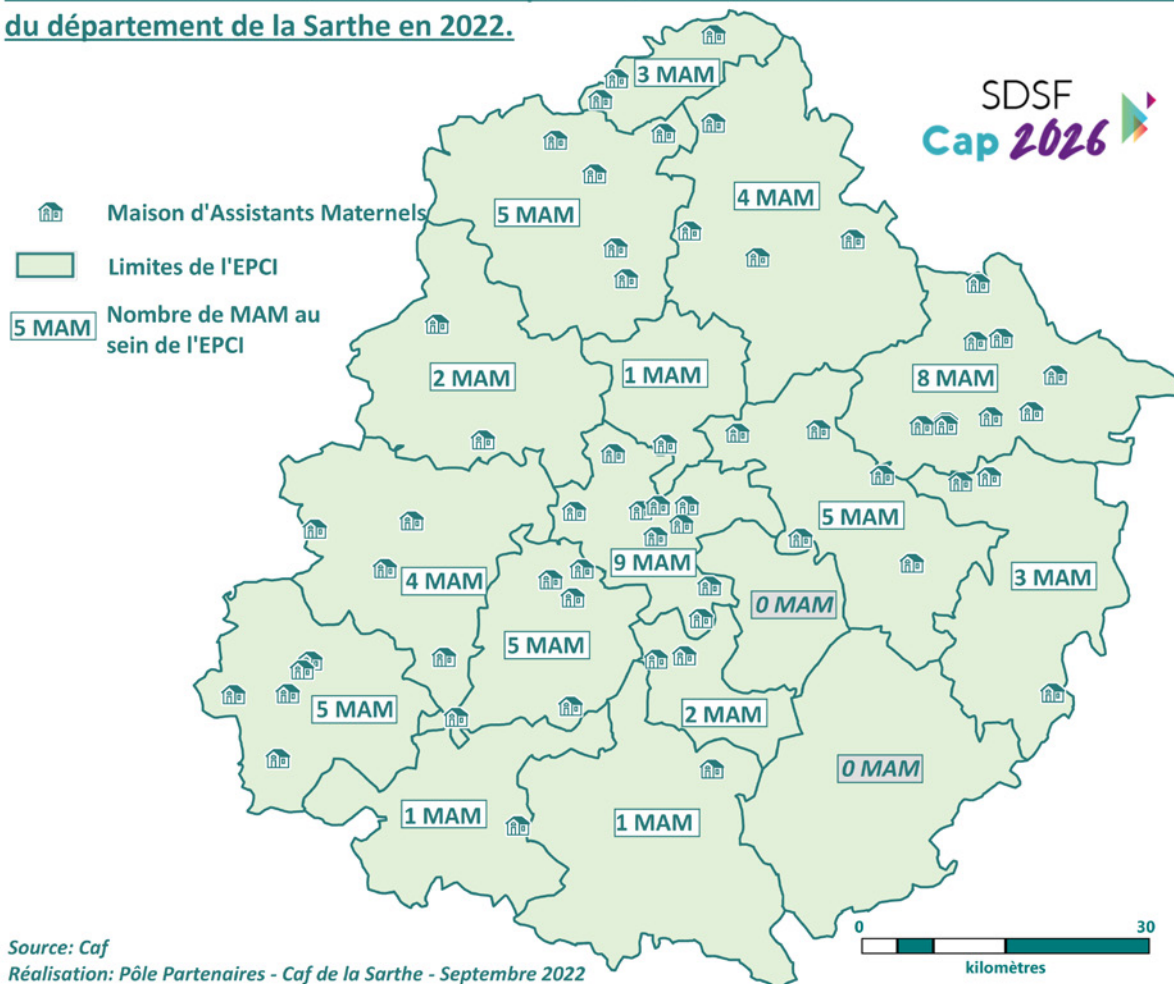 du département de la Sarthe en 2022.
SDSF
Cap 2026
Maison d'Assistants Maternels
Limites de l'EPCI
5 MAM
Nombre de MAM au
sein de l'EPCI
3 MAM
4 MAM
5 MAM
2 MAM
1 MAM
8 MAM
5 MAM
9 MAM
3 MAM
4 MAM
0 MAM
5 MAM
5 MAM
2 MAM
0 MAM
1 MAM
1 MAM
0
30
kilomètres
Source: Caf
Réalisation: Pôle Partenaires - Caf de la Sarthe - Septembre 2022